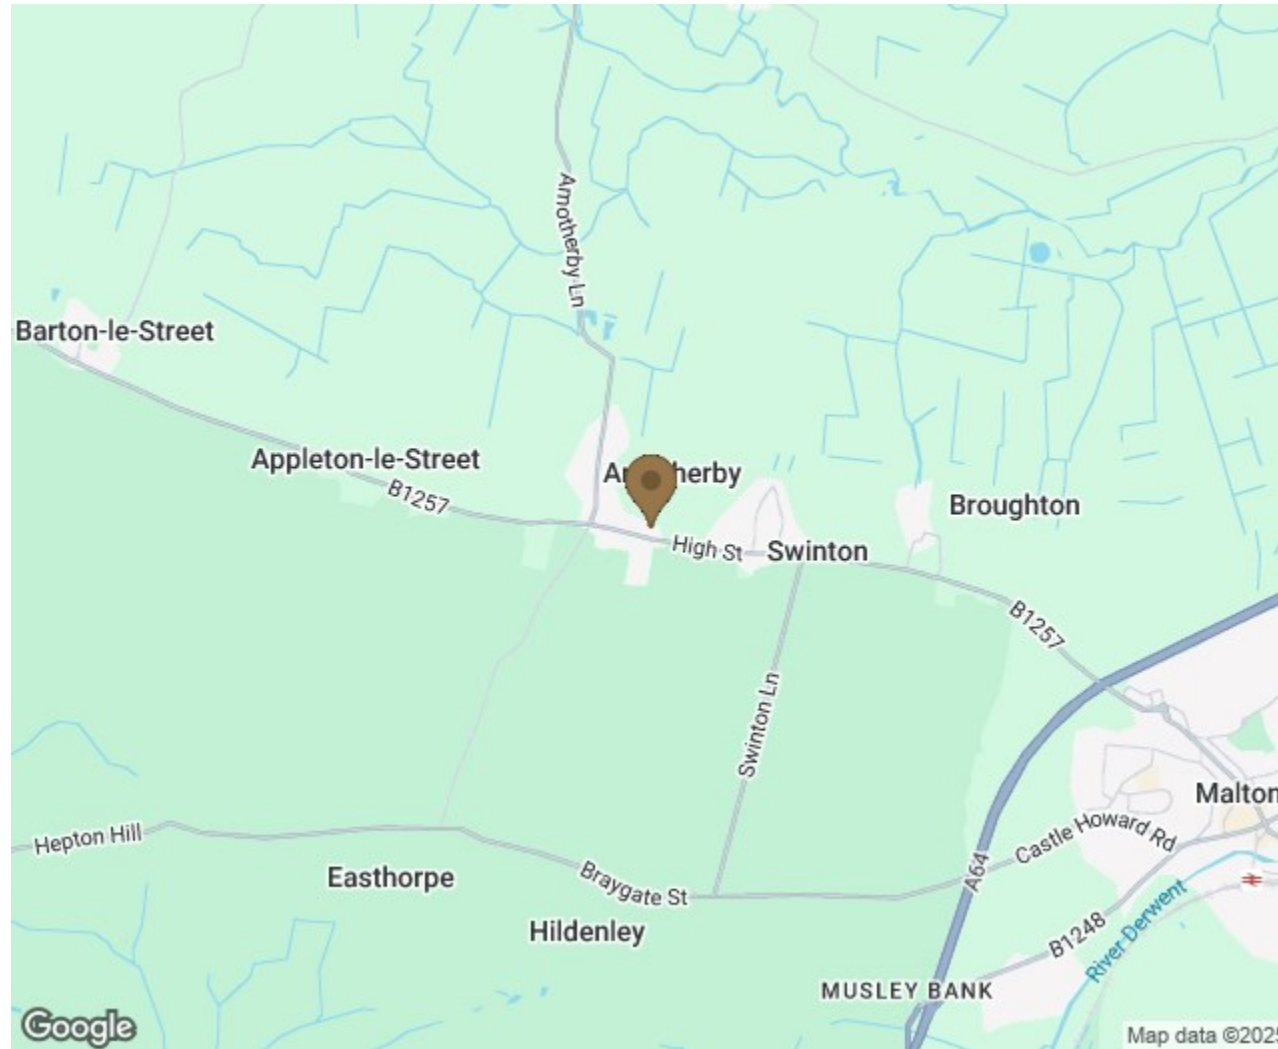 Amotherby Ln
Barton-le-Street
Appleton-le-Street
B1257
Amotherby
High St
Swinton
Broughton
B1257
Swinton Ln
Malton
Hepton Hill
Castle Howard Rd
Easthorpe
Braygate St
A64
Hildenley
B1248
River Derwent
MUSLEY BANK
Google
Map data ©2025